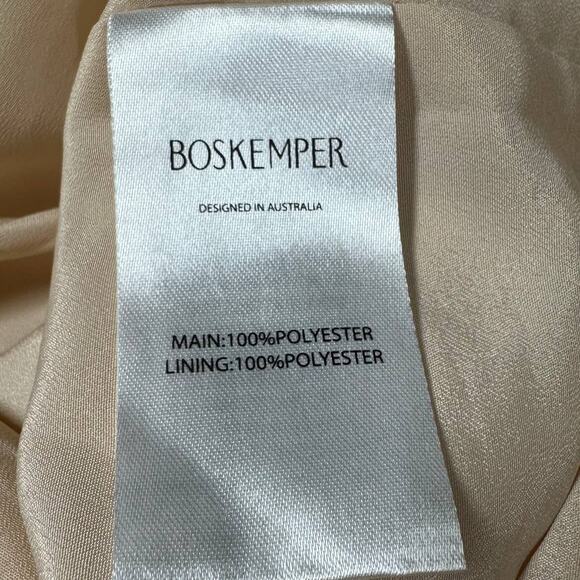 BOSKEMPER
DESIGNED IN AUSTRALIA
MAIN:100%POLYESTER
LINING:100%POLYESTER